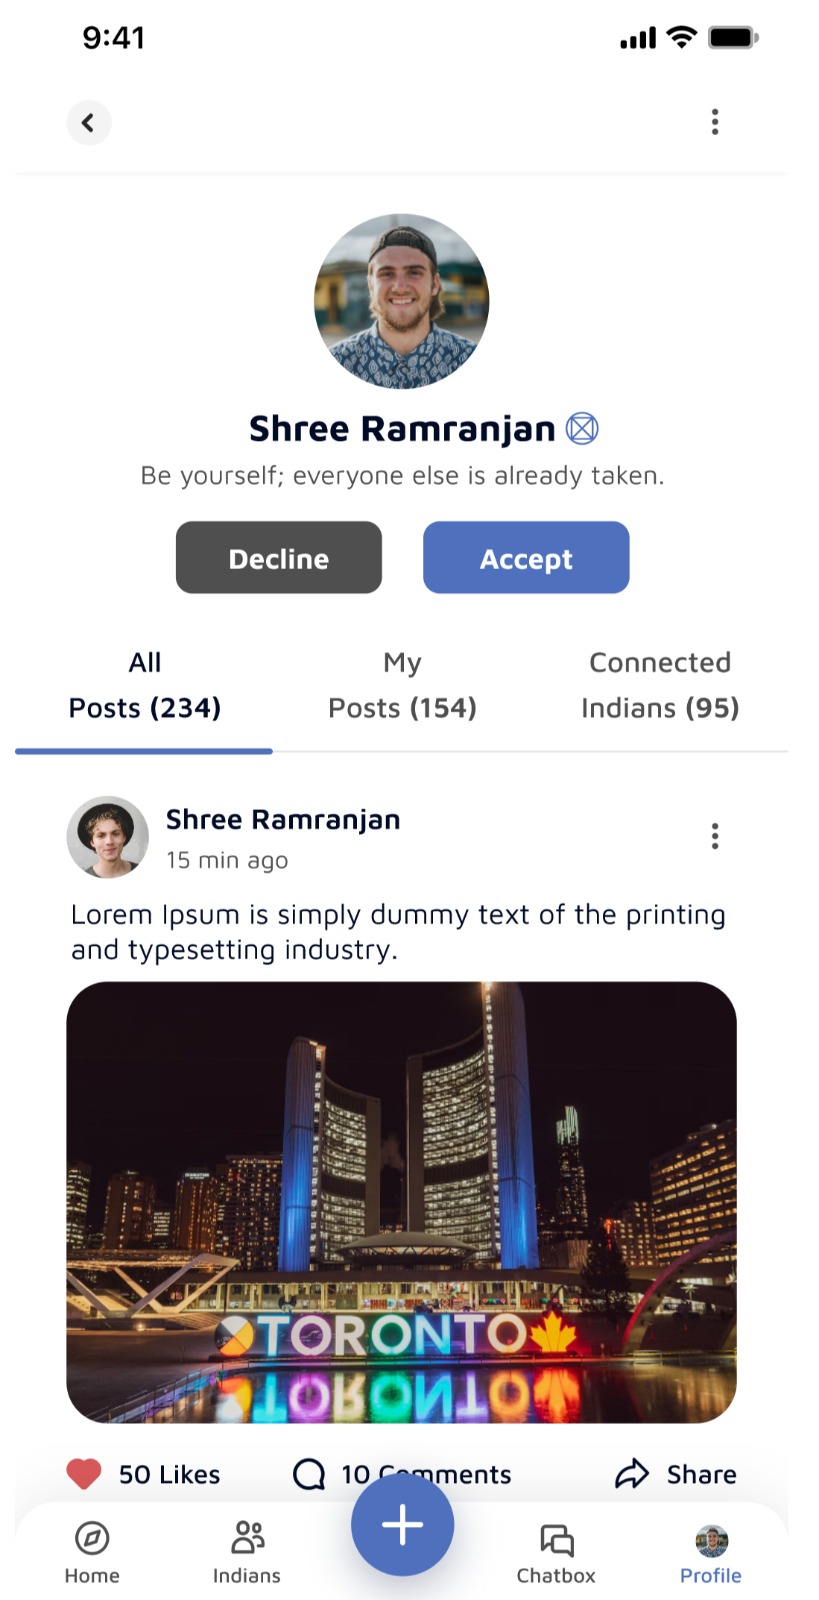 9:41
Shree Ramranjan
Be yourself; everyone else is already taken.
Decline
Accept
All
Posts (234)
My
Posts (154)
Connected
Indians (95)
Shree Ramranjan
15 min ago
Lorem Ipsum is simply dummy text of the printing
and typesetting industry.
TORONTO
50 Likes
10 Comments
Share
Home
Indians
Chatbox
Profile